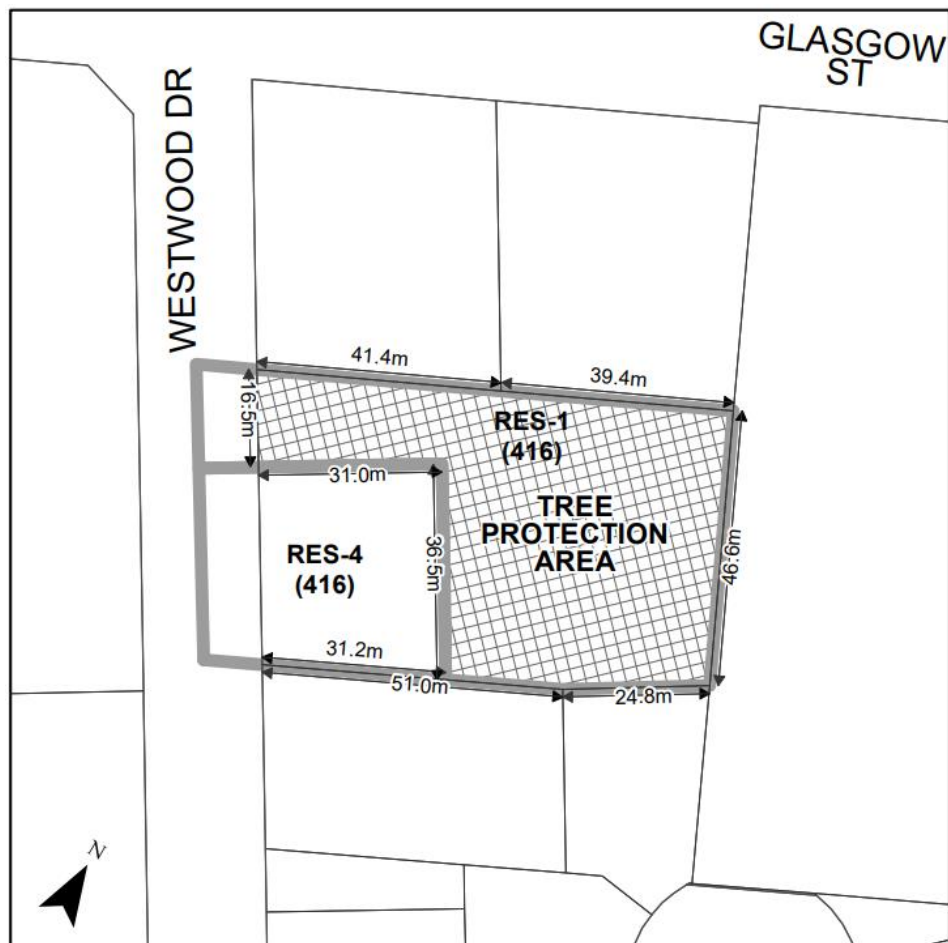 GLASGOW
ST
WESTWOOD DR
41.4m
39.4m
16.5m
RES-1
(416)
31.0m
TREE
PROTECTION
AREA
36.5m
46.6m
RES-4
(416)
31.2m
51.0m
24.8m
N